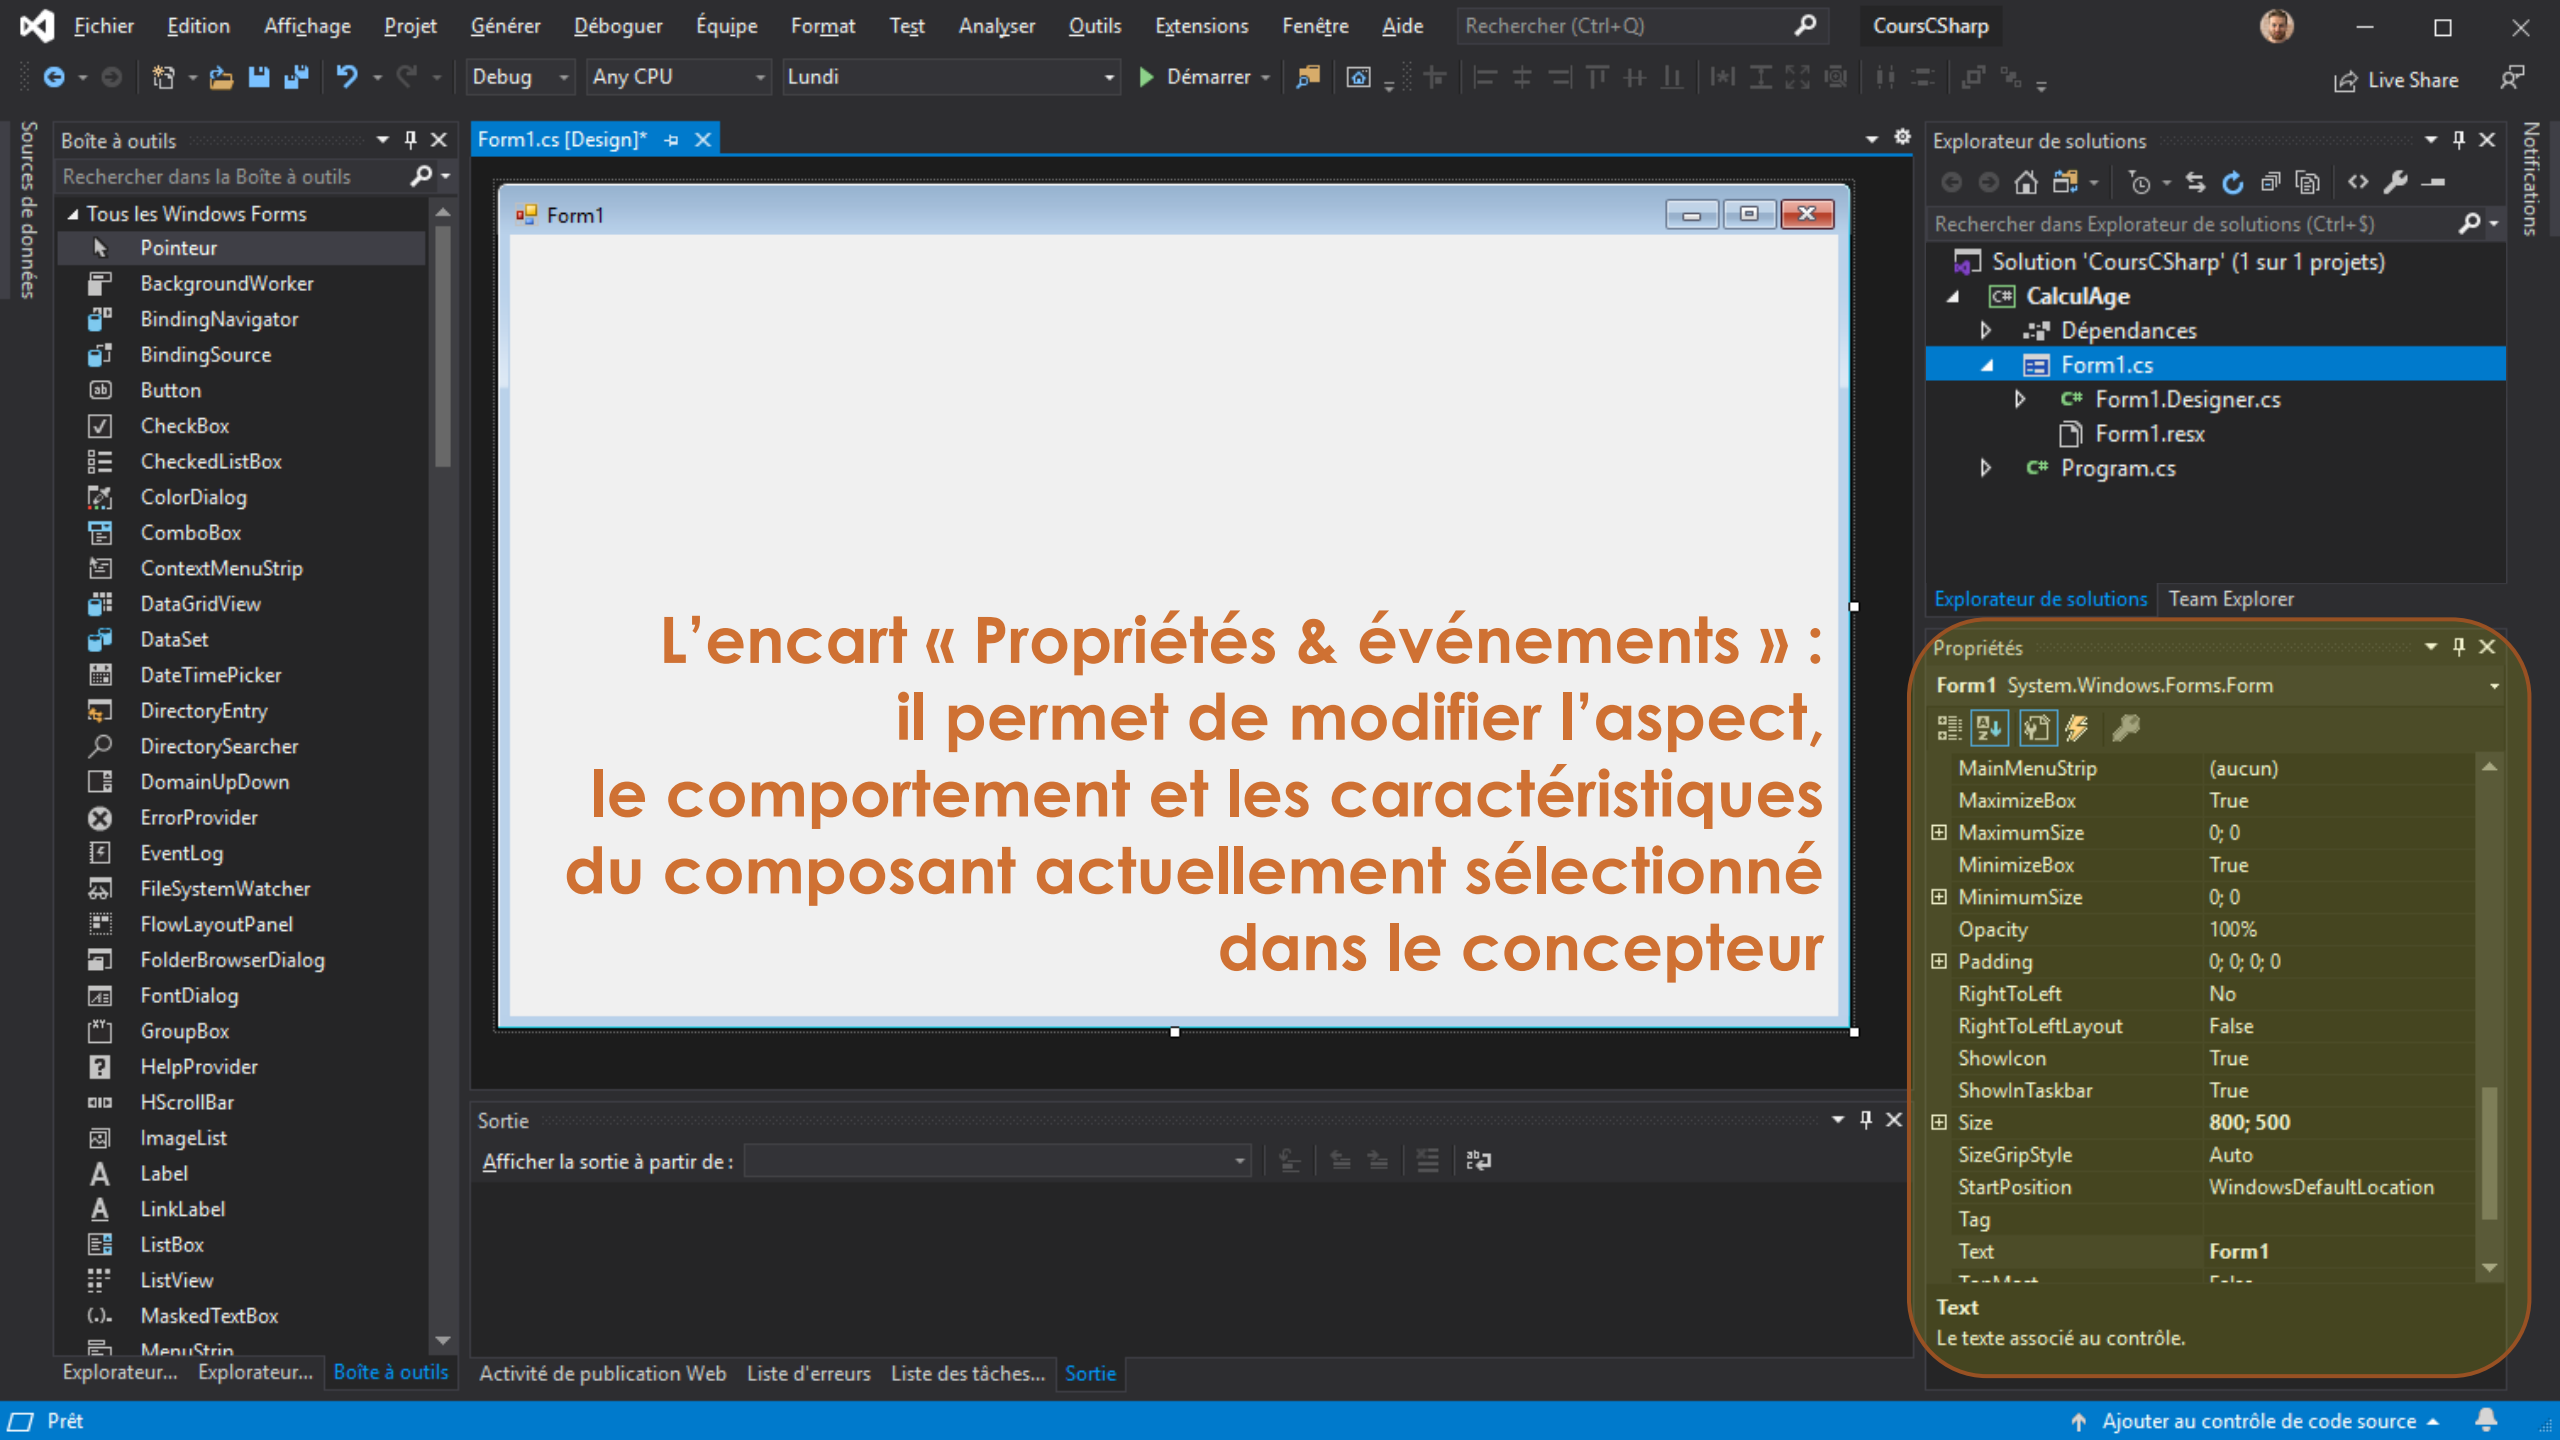 Fichier Edition Affichage Projet Générer Déboguer Équipe Format Test Analyser Outils Extensions Fenêtre Aide Rechercher (Ctrl+Q) CoursCSharp
Debug Any CPU Lundi Démarrer Live Share
Sources de données
Boîte à outils
Rechercher dans la Boîte à outils
Tous les Windows Forms
Pointeur
BackgroundWorker
BindingNavigator
BindingSource
Button
CheckBox
CheckedListBox
ColorDialog
ComboBox
ContextMenuStrip
DataGridView
DataSet
DateTimePicker
DirectoryEntry
DirectorySearcher
DomainUpDown
ErrorProvider
EventLog
FileSystemWatcher
FlowLayoutPanel
FolderBrowserDialog
FontDialog
GroupBox
HelpProvider
HScrollBar
ImageList
Label
LinkLabel
ListBox
ListView
MaskedTextBox
MenuStrip
Explorateur... Explorateur... Boîte à outils
Form1.cs [Design]*
Form1
L’encart « Propriétés & événements » :
il permet de modifier l’aspect,
le comportement et les caractéristiques
du composant actuellement sélectionné
dans le concepteur
Sortie
Afficher la sortie à partir de :
Activité de publication Web Liste d'erreurs Liste des tâches... Sortie
Explorateur de solutions
Rechercher dans Explorateur de solutions (Ctrl+$)
Solution 'CoursCSharp' (1 sur 1 projets)
C# CalculAge
Dépendances
Form1.cs
C# Form1.Designer.cs
Form1.resx
C# Program.cs
Explorateur de solutions Team Explorer
Notifications
Propriétés
Form1 System.Windows.Forms.Form
MainMenuStrip (aucun)
MaximizeBox True
MaximumSize 0; 0
MinimizeBox True
MinimumSize 0; 0
Opacity 100%
Padding 0; 0; 0; 0
RightToLeft No
RightToLeftLayout False
ShowIcon True
ShowInTaskbar True
Size 800; 500
SizeGripStyle Auto
StartPosition WindowsDefaultLocation
Tag
Text Form1
TopMost False
Text
Le texte associé au contrôle.
Prêt Ajouter au contrôle de code source